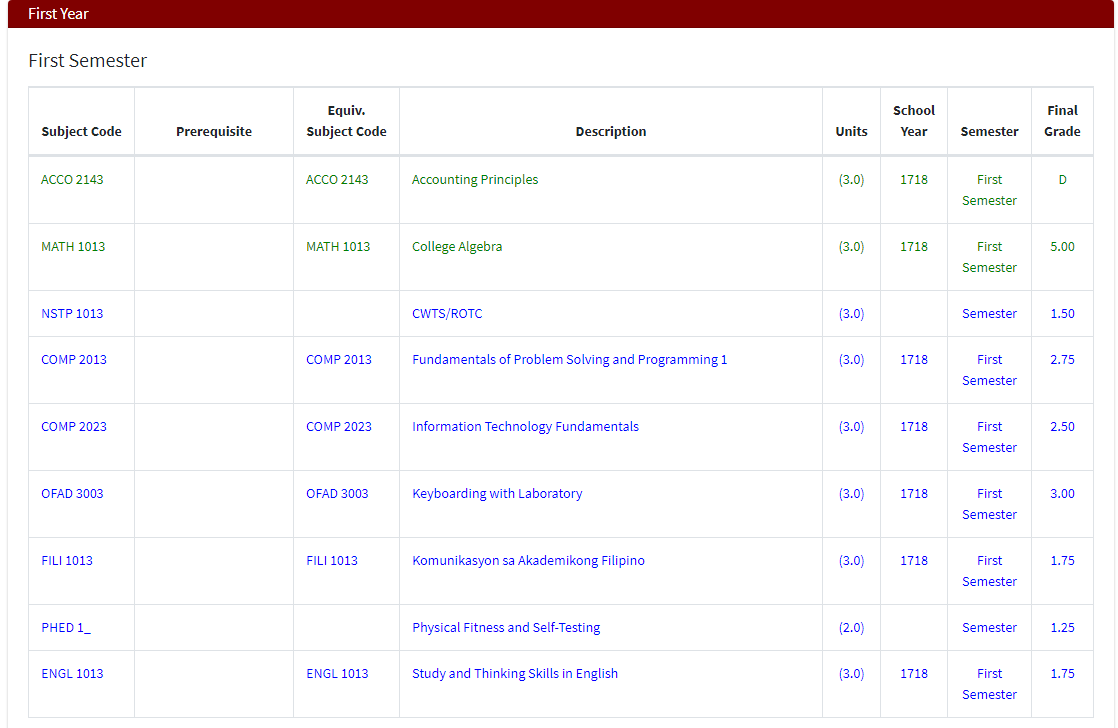 First Year
First Semester
Subject Code Prerequisite Equiv. Subject Code Description Units School Year Semester Final Grade
ACCO 2143 ACCO 2143 Accounting Principles (3.0) 1718 First Semester D
MATH 1013 MATH 1013 College Algebra (3.0) 1718 First Semester 5.00
NSTP 1013 CWTS/ROTC (3.0) Semester 1.50
COMP 2013 COMP 2013 Fundamentals of Problem Solving and Programming 1 (3.0) 1718 First Semester 2.75
COMP 2023 COMP 2023 Information Technology Fundamentals (3.0) 1718 First Semester 2.50
OFAD 3003 OFAD 3003 Keyboarding with Laboratory (3.0) 1718 First Semester 3.00
FILI 1013 FILI 1013 Komunikasyon sa Akademikong Filipino (3.0) 1718 First Semester 1.75
PHED 1_ Physical Fitness and Self-Testing (2.0) Semester 1.25
ENGL 1013 ENGL 1013 Study and Thinking Skills in English (3.0) 1718 First Semester 1.75